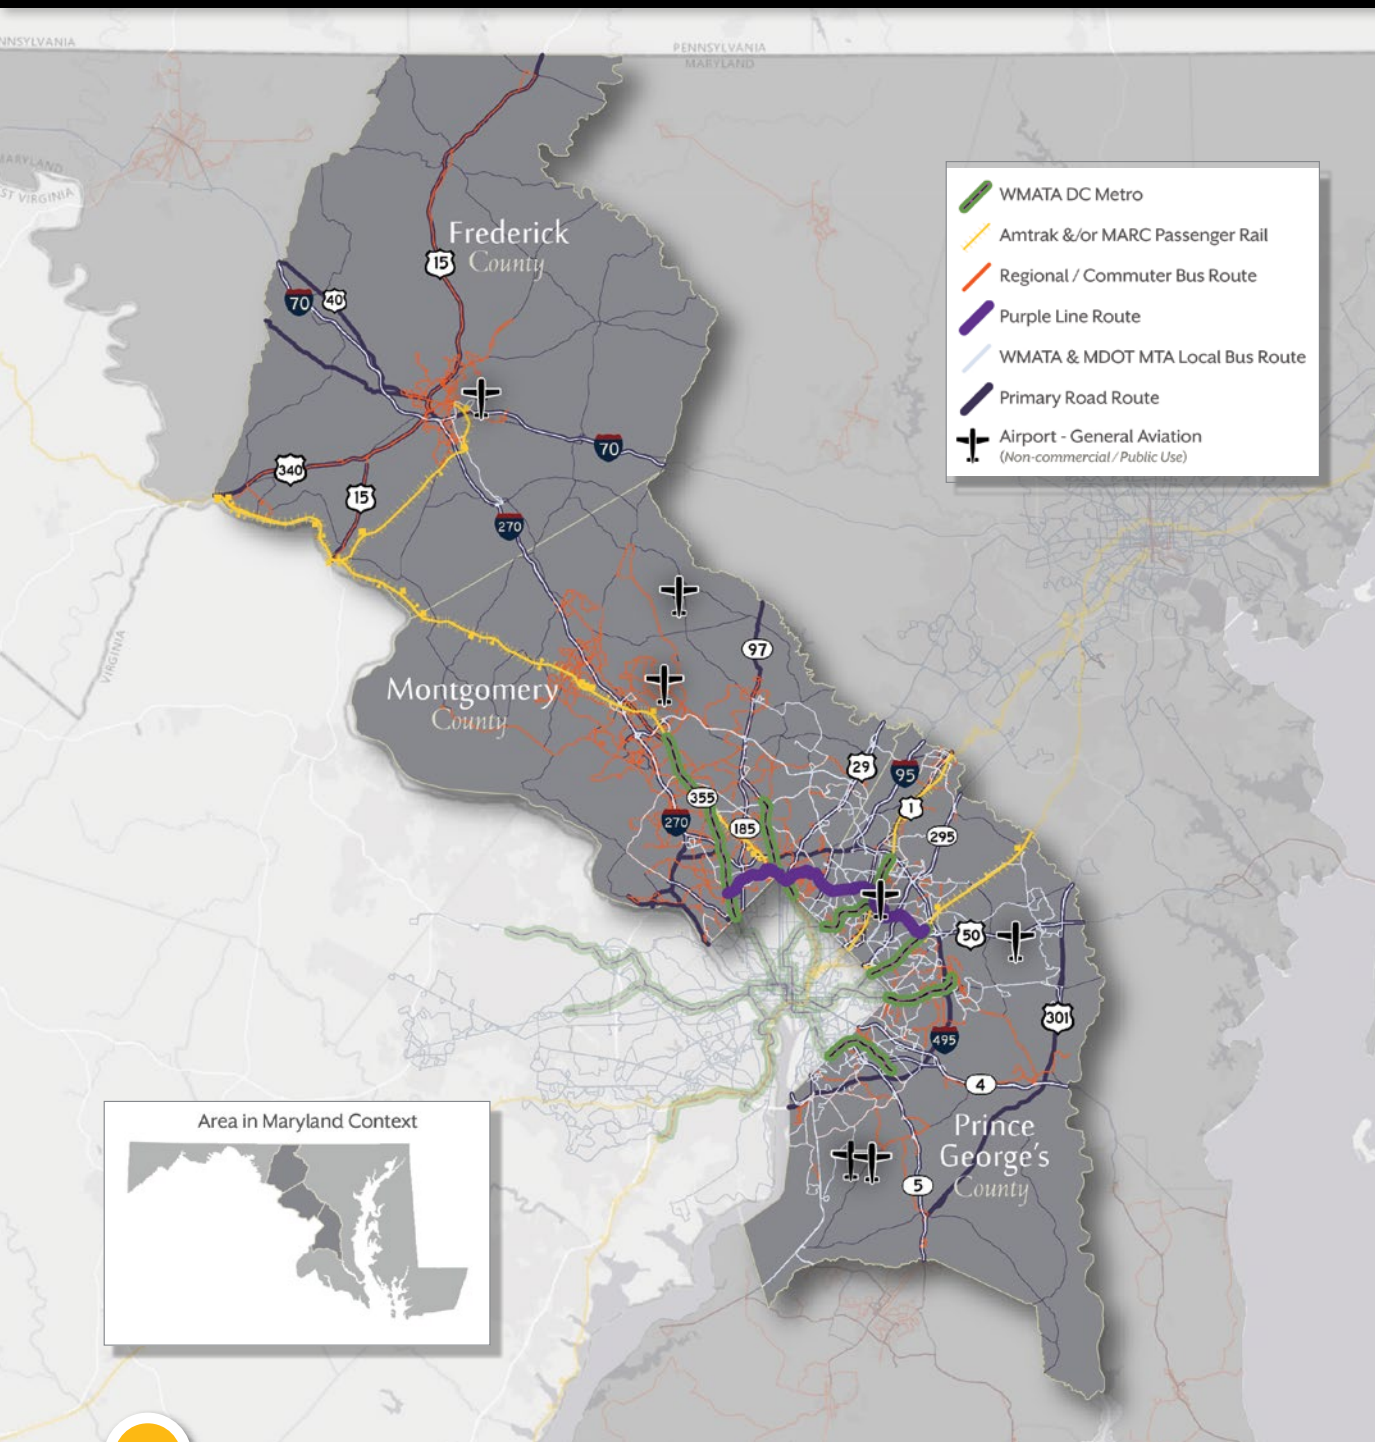 NNSYLVANIA
PENNSYLVANIA
MARYLAND
MARYLAND
ST VIRGINIA
WMATA DC Metro
Amtrak &/or MARC Passenger Rail
Regional / Commuter Bus Route
Purple Line Route
WMATA & MDOT MTA Local Bus Route
Primary Road Route
Airport - General Aviation
(Non-commercial / Public Use)
Frederick
County
15
70
40
70
340
15
270
VIRGINIA
97
Montgomery
County
29
95
355
1
270
185
295
50
301
495
4
Prince
George's
County
5
Area in Maryland Context